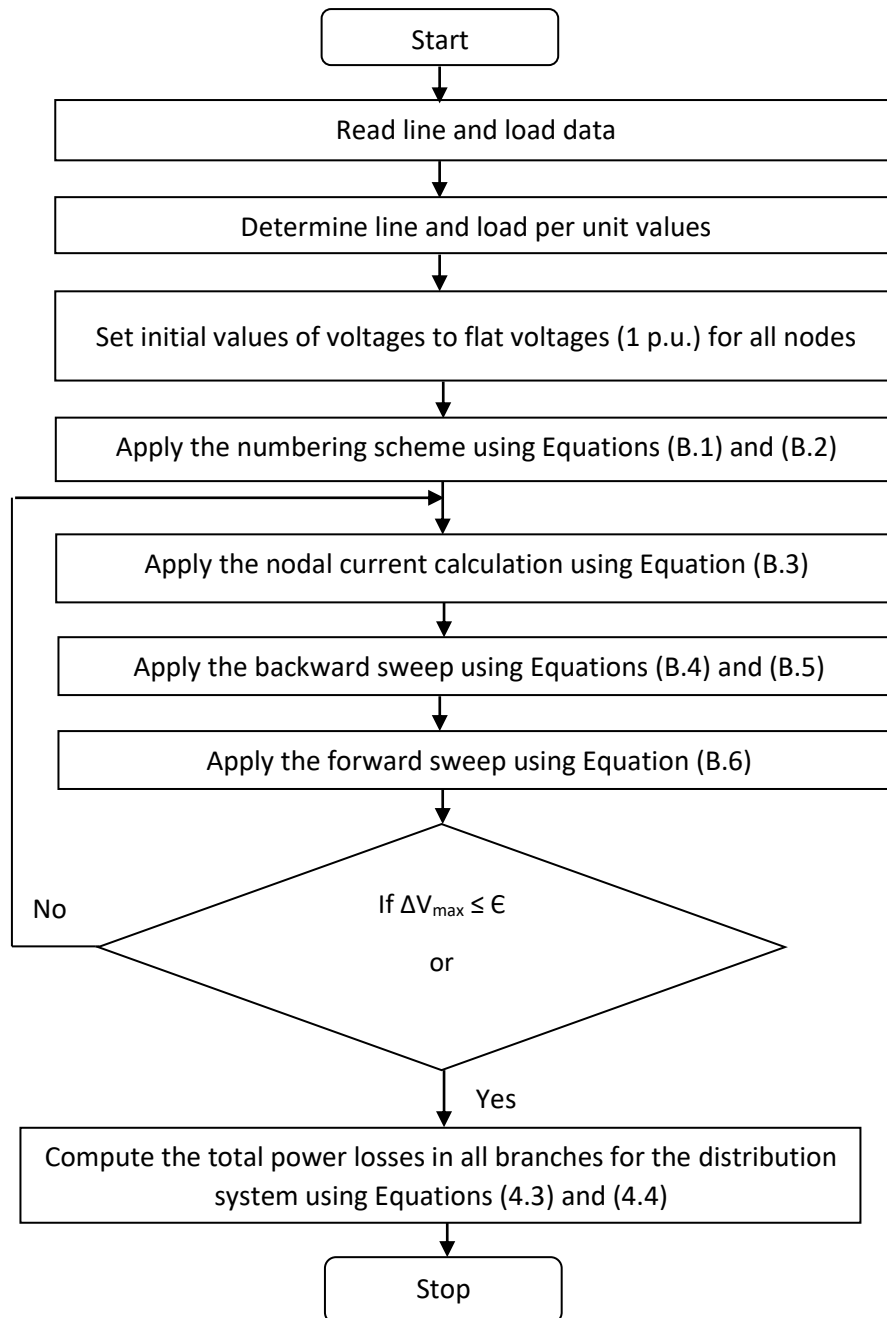 Start
Read line and load data
Determine line and load per unit values
Set initial values of voltages to flat voltages (1 p.u.) for all nodes
Apply the numbering scheme using Equations (B.1) and (B.2)
Apply the nodal current calculation using Equation (B.3)
Apply the backward sweep using Equations (B.4) and (B.5)
Apply the forward sweep using Equation (B.6)
If ΔVmax ≤ Є
No
or
Yes
Compute the total power losses in all branches for the distribution
system using Equations (4.3) and (4.4)
Stop